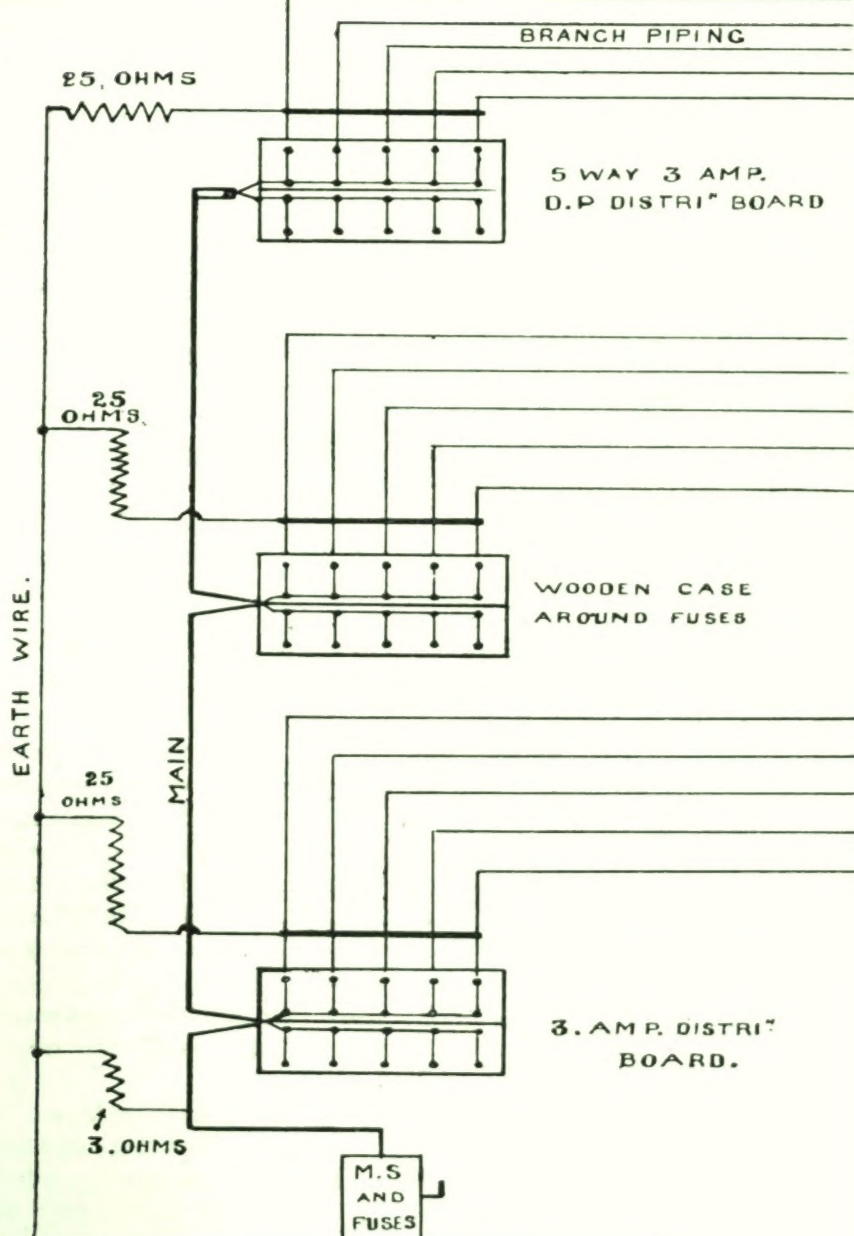 BRANCH PIPING
25, OHMS
5 WAY 3 AMP.
D.P DISTRIⁿ BOARD
25
OHMS.
WOODEN CASE
AROUND FUSES
EARTH WIRE.
MAIN
25
OHMS
3. AMP. DISTRIⁿ
BOARD.
3. OHMS
M.S
AND
FUSES